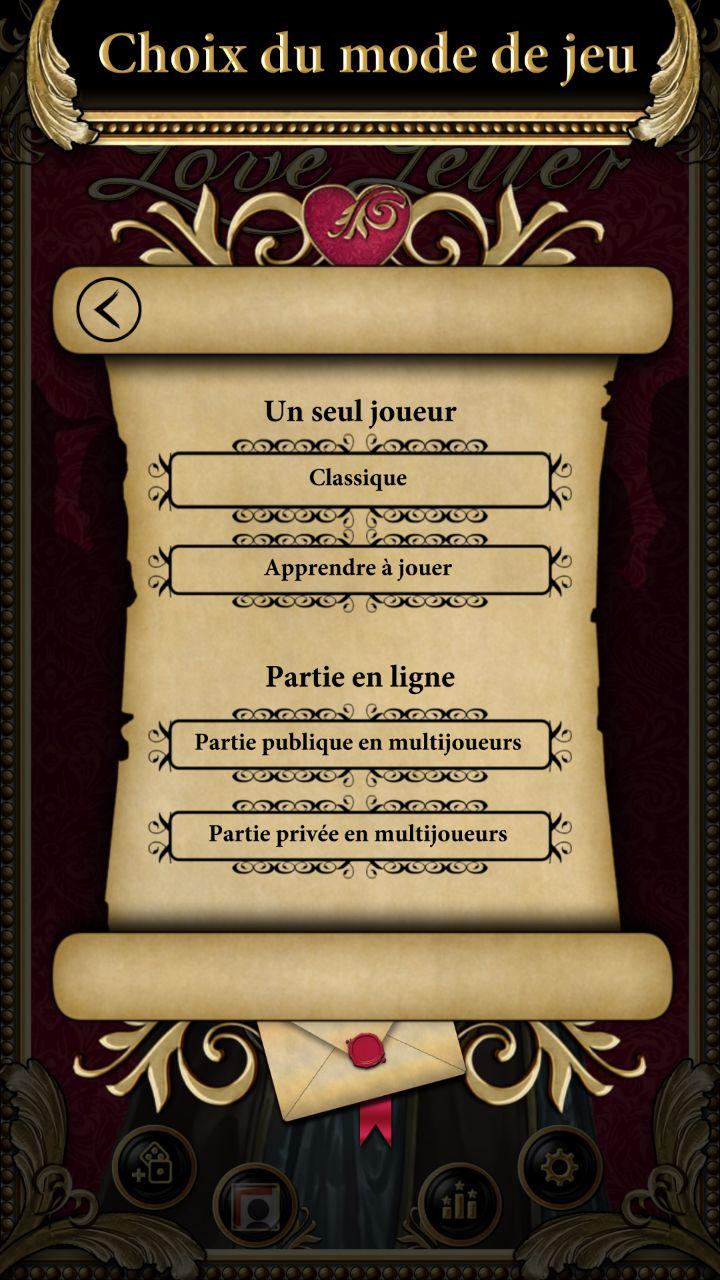 Choix du mode de jeu
Love Letter
Un seul joueur
Classique
Apprendre à jouer
Partie en ligne
Partie publique en multijoueurs
Partie privée en multijoueurs